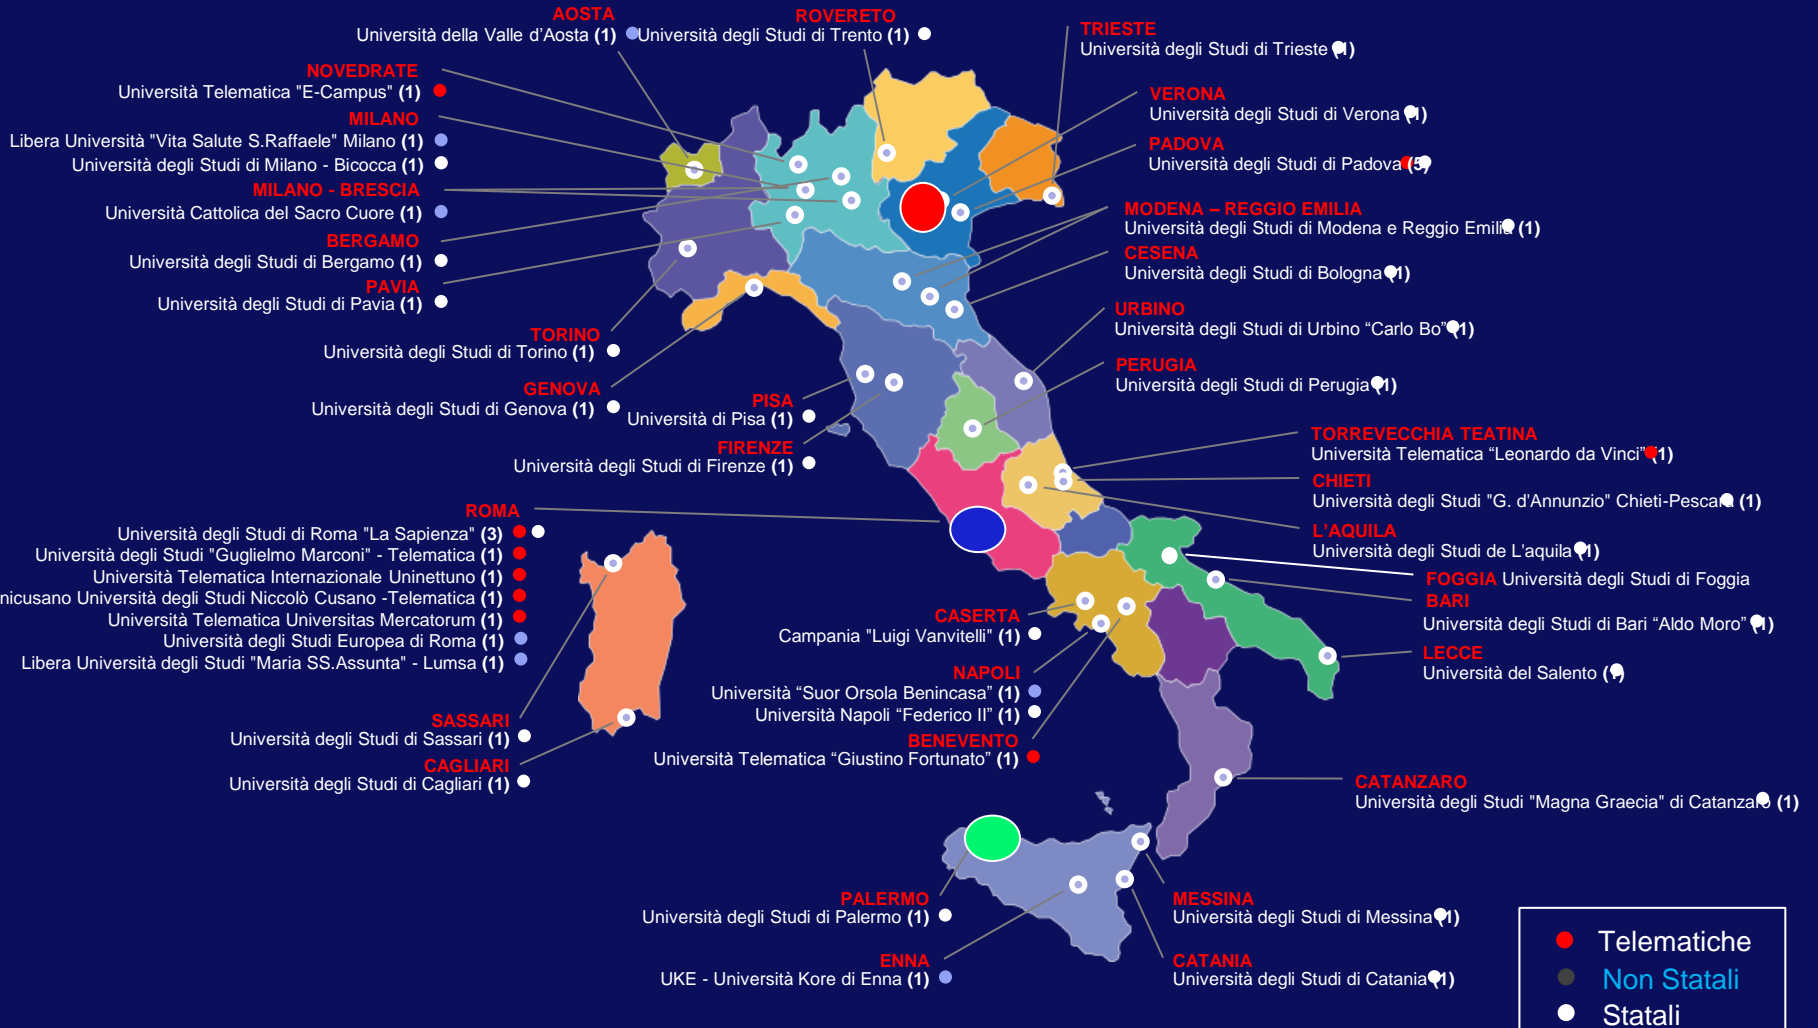 AOSTA
Università della Valle d'Aosta (1)
ROVERETO
Università degli Studi di Trento (1)
TRIESTE
Università degli Studi di Trieste (1)
NOVEDRATE
Università Telematica "E-Campus" (1)
MILANO
Libera Università "Vita Salute S.Raffaele" Milano (1)
Università degli Studi di Milano - Bicocca (1)
MILANO - BRESCIA
Università Cattolica del Sacro Cuore (1)
BERGAMO
Università degli Studi di Bergamo (1)
PAVIA
Università degli Studi di Pavia (1)
TORINO
Università degli Studi di Torino (1)
GENOVA
Università degli Studi di Genova (1)
PISA
Università di Pisa (1)
FIRENZE
Università degli Studi di Firenze (1)
VERONA
Università degli Studi di Verona (1)
PADOVA
Università degli Studi di Padova (5)
MODENA – REGGIO EMILIA
Università degli Studi di Modena e Reggio Emilia (1)
CESENA
Università degli Studi di Bologna (1)
URBINO
Università degli Studi di Urbino “Carlo Bo” (1)
PERUGIA
Università degli Studi di Perugia (1)
TORREVECCHIA TEATINA
Università Telematica “Leonardo da Vinci” (1)
CHIETI
Università degli Studi "G. d'Annunzio" Chieti-Pescara (1)
L'AQUILA
Università degli Studi de L'aquila (1)
FOGGIA Università degli Studi di Foggia
BARI
Università degli Studi di Bari “Aldo Moro” (1)
LECCE
Università del Salento (1)
ROMA
Università degli Studi di Roma "La Sapienza" (3)
Università degli Studi "Guglielmo Marconi" - Telematica (1)
Università Telematica Internazionale Uninettuno (1)
nicusano Università degli Studi Niccolò Cusano -Telematica (1)
Università Telematica Universitas Mercatorum (1)
Università degli Studi Europea di Roma (1)
Libera Università degli Studi "Maria SS.Assunta" - Lumsa (1)
SASSARI
Università degli Studi di Sassari (1)
CAGLIARI
Università degli Studi di Cagliari (1)
CASERTA
Campania "Luigi Vanvitelli" (1)
NAPOLI
Università “Suor Orsola Benincasa” (1)
Università Napoli “Federico II” (1)
BENEVENTO
Università Telematica “Giustino Fortunato” (1)
CATANZARO
Università degli Studi "Magna Graecia" di Catanzaro (1)
PALERMO
Università degli Studi di Palermo (1)
ENNA
UKE - Università Kore di Enna (1)
MESSINA
Università degli Studi di Messina (1)
CATANIA
Università degli Studi di Catania (1)
Telematiche
Non Statali
Statali